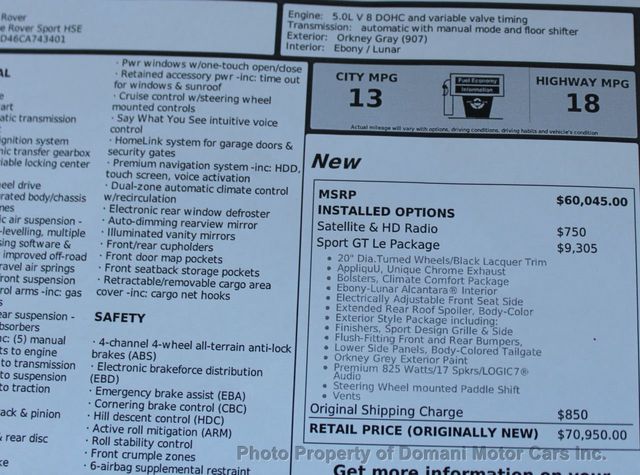 Rover
e Rover Sport HSE
D46CA743401
Engine: 5.0L V 8 DOHC and variable valve timing
Transmission: automatic with manual mode and floor shifter
Exterior: Orkney Gray (907)
Interior: Ebony / Lunar
AL
e
art
atic transmission
ignition system
nic transfer gearbox
iable locking center
eel drive
rated body/chassis
nes
ic air suspension -
-levelling, multiple
sing software &
improved off-road
ravel air springs
ront suspension
rol arms -inc: gas
s
ear suspension -
bsorbers
nc: (5) manual
ts to engine
to transmission
to suspension
to traction
ack & pinion
& rear disc
ke
· Pwr windows w/one-touch open/close
· Retained accessory pwr -inc: time out
for windows & sunroof
· Cruise control w/steering wheel
mounted controls
· Say What You See intuitive voice
control
· HomeLink system for garage doors &
security gates
· Premium navigation system -inc: HDD,
touch screen, voice activation
· Dual-zone automatic climate control
w/recirculation
· Electronic rear window defroster
· Auto-dimming rearview mirror
· Illuminated vanity mirrors
· Front/rear cupholders
· Front door map pockets
· Front seatback storage pockets
· Retractable/removable cargo area
cover -inc: cargo net hooks
SAFETY
· 4-channel 4-wheel all-terrain anti-lock
brakes (ABS)
· Electronic brakeforce distribution
(EBD)
· Emergency brake assist (EBA)
· Cornering brake control (CBC)
· Hill descent control (HDC)
· Active roll mitigation (ARM)
· Roll stability control
· Front crumple zones
· 6-airbag supplemental restraint
CITY MPG
13
Fuel Economy
Information
HIGHWAY MPG
18
Actual mileage will vary with options, driving conditions, driving habits and vehicle's condition
New
MSRP $60,045.00
INSTALLED OPTIONS
Satellite & HD Radio $750
Sport GT Le Package $9,305
• 20" Dia.Turned Wheels/Black Lacquer Trim
• AppliquU, Unique Chrome Exhaust
• Bolsters, Climate Comfort Package
• Ebony-Lunar Alcantara® Interior
• Electrically Adjustable Front Seat Side
• Extended Rear Roof Spoiler, Body-Color
• Exterior Style Package including:
• Finishers, Sport Design Grille & Side
• Flush-Fitting Front and Rear Bumpers,
• Lower Side Panels, Body-Colored Tailgate
• Orkney Grey Exterior Paint
• Premium 825 Watts/17 Spkrs/LOGIC7®
Audio
• Steering Wheel mounted Paddle Shift
• Vents
Original Shipping Charge $850
RETAIL PRICE (ORIGINALLY NEW) $70,950.00
Get more information on your
Photo Property of Domani Motor Cars Inc.